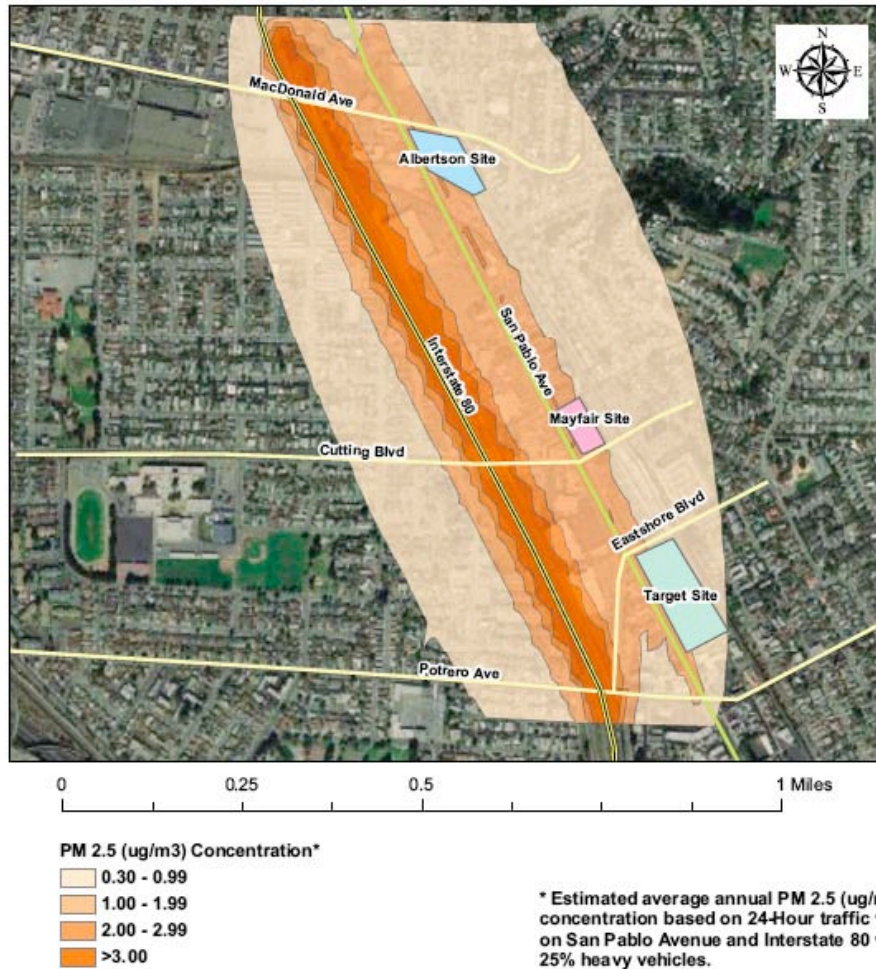 N
W E
S
MacDonald Ave
Albertson Site
San Pablo Ave
Interstate 80
Mayfair Site
Cutting Blvd
Eastshore Blvd
Target Site
Potrero Ave
0 0.25 0.5 1 Miles
PM 2.5 (ug/m3) Concentration*
0.30 - 0.99
1.00 - 1.99
2.00 - 2.99
>3.00
* Estimated average annual PM 2.5 (ug/
concentration based on 24-Hour traffic
on San Pablo Avenue and Interstate 80
25% heavy vehicles.